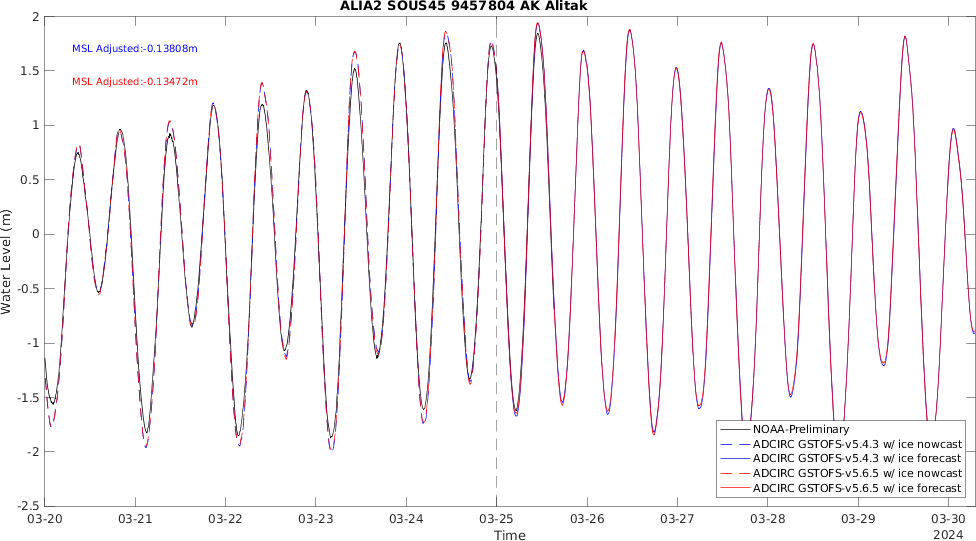 ALIA2 SOUS45 9457804 AK Alitak
MSL Adjusted:-0.13808m
MSL Adjusted:-0.13472m
Water Level (m)
2
1.5
1
0.5
0
-0.5
-1
-1.5
-2
-2.5
03-20 03-21 03-22 03-23 03-24 03-25 03-26 03-27 03-28 03-29 03-30
2024
Time
NOAA-Preliminary
ADCIRC GSTOFS-v5.4.3 w/ ice nowcast
ADCIRC GSTOFS-v5.4.3 w/ ice forecast
ADCIRC GSTOFS-v5.6.5 w/ ice nowcast
ADCIRC GSTOFS-v5.6.5 w/ ice forecast